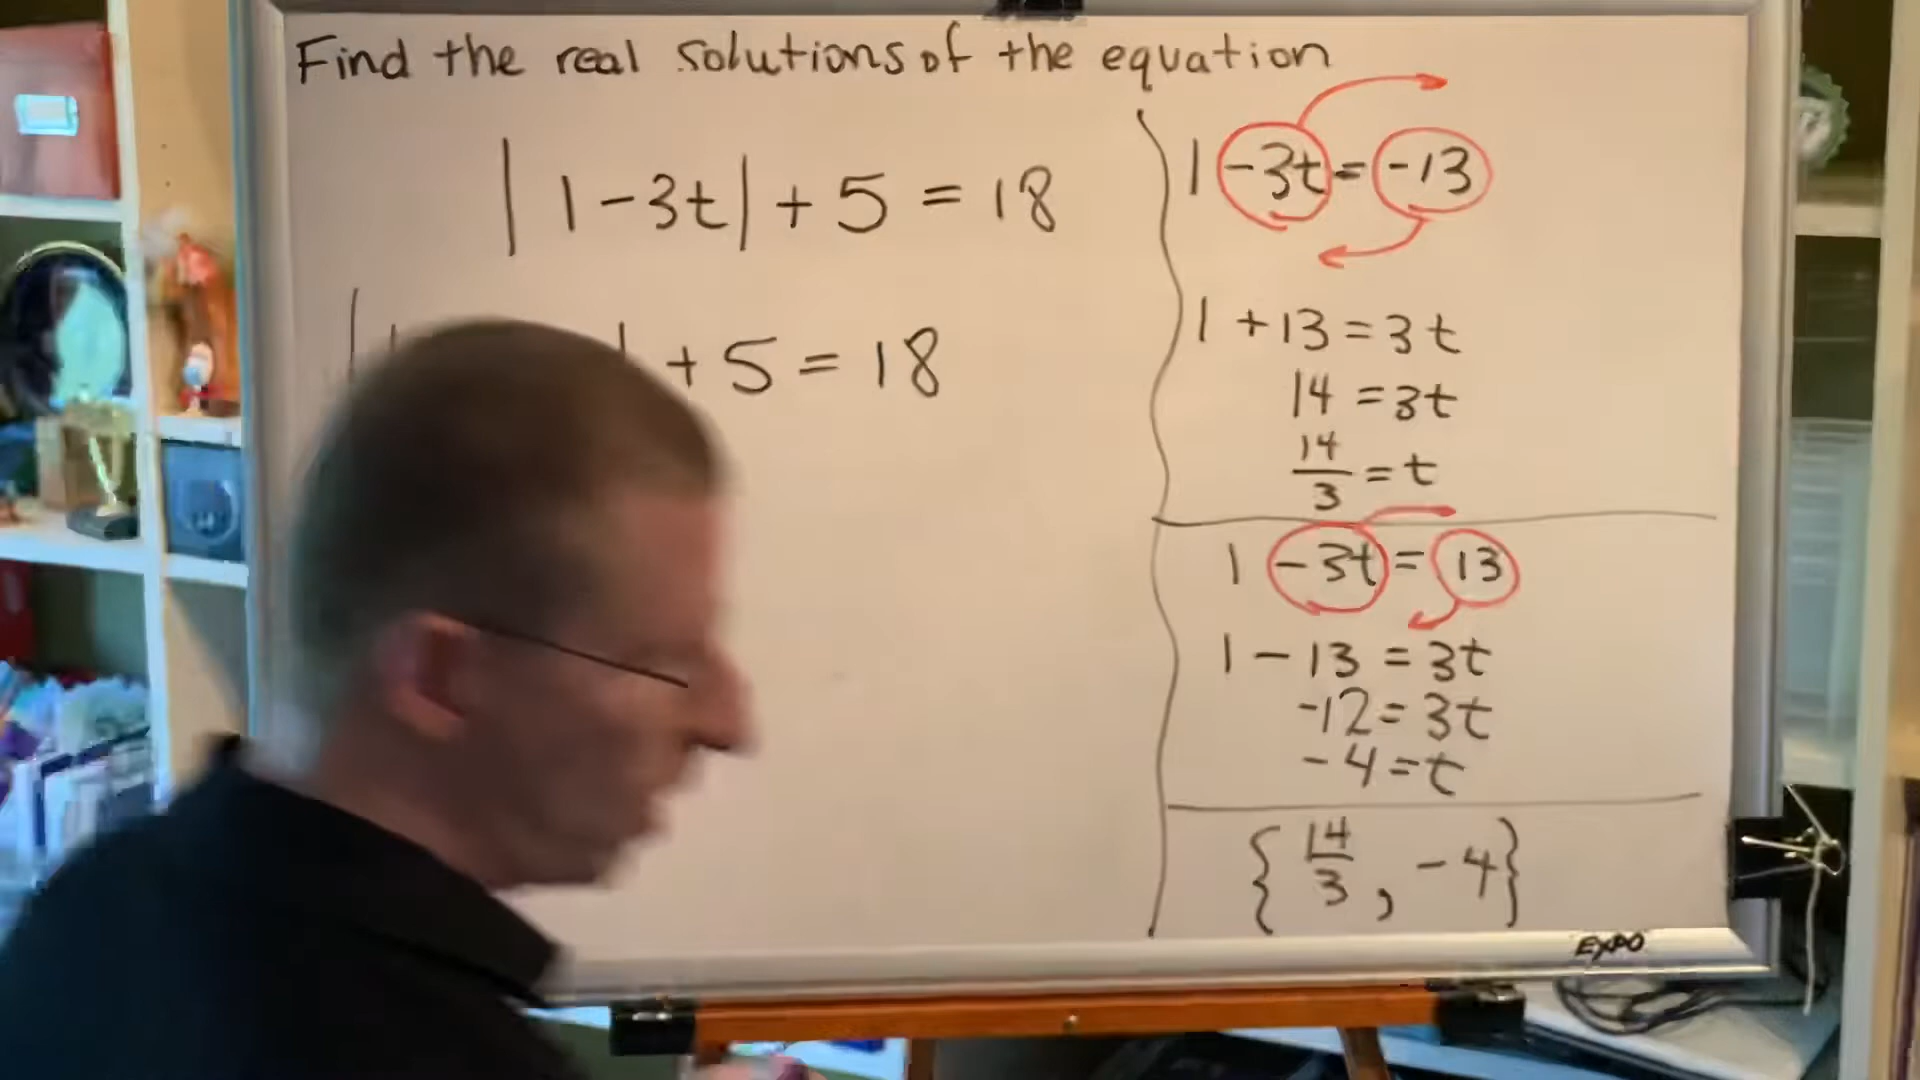 Find the real solutions of the equation
|1-3t|+5=18
+5=18
1-3t=-13
1+13=3t
14=3t
14/3=t
1-3t=13
1-13=3t
-12=3t
-4=t
{14/3, -4}
EXPO